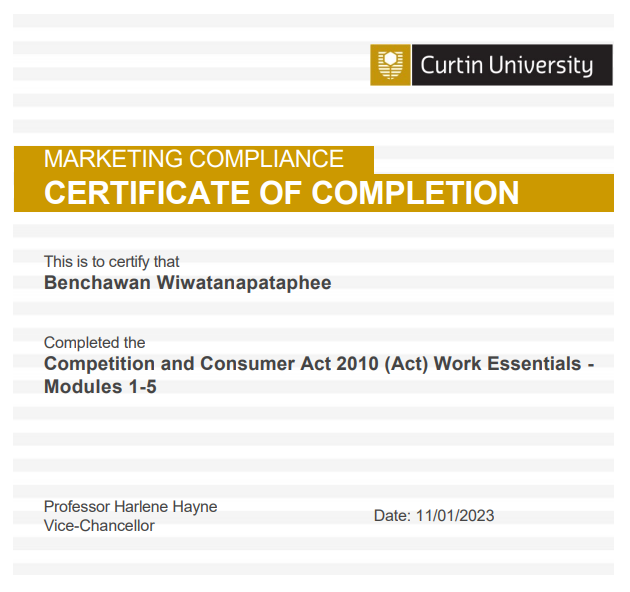 Curtin University
MARKETING COMPLIANCE
CERTIFICATE OF COMPLETION
This is to certify that
Benchawan Wiwatanapataphee
Completed the
Competition and Consumer Act 2010 (Act) Work Essentials -
Modules 1-5
Professor Harlene Hayne
Vice-Chancellor
Date: 11/01/2023